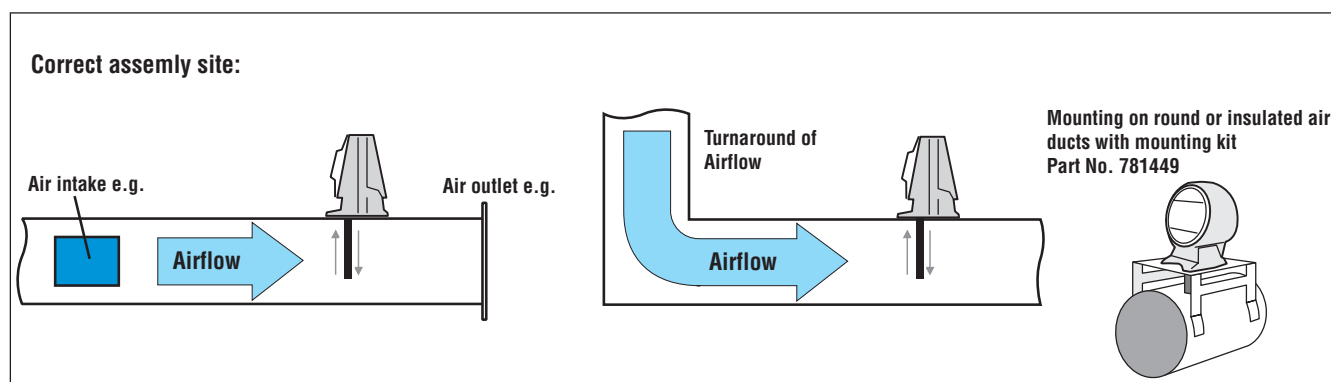 Correct assemly site:
Air intake e.g.
Airflow
Air outlet e.g.
Turnaround of
Airflow
Airflow
Mounting on round or insulated air
ducts with mounting kit
Part No. 781449